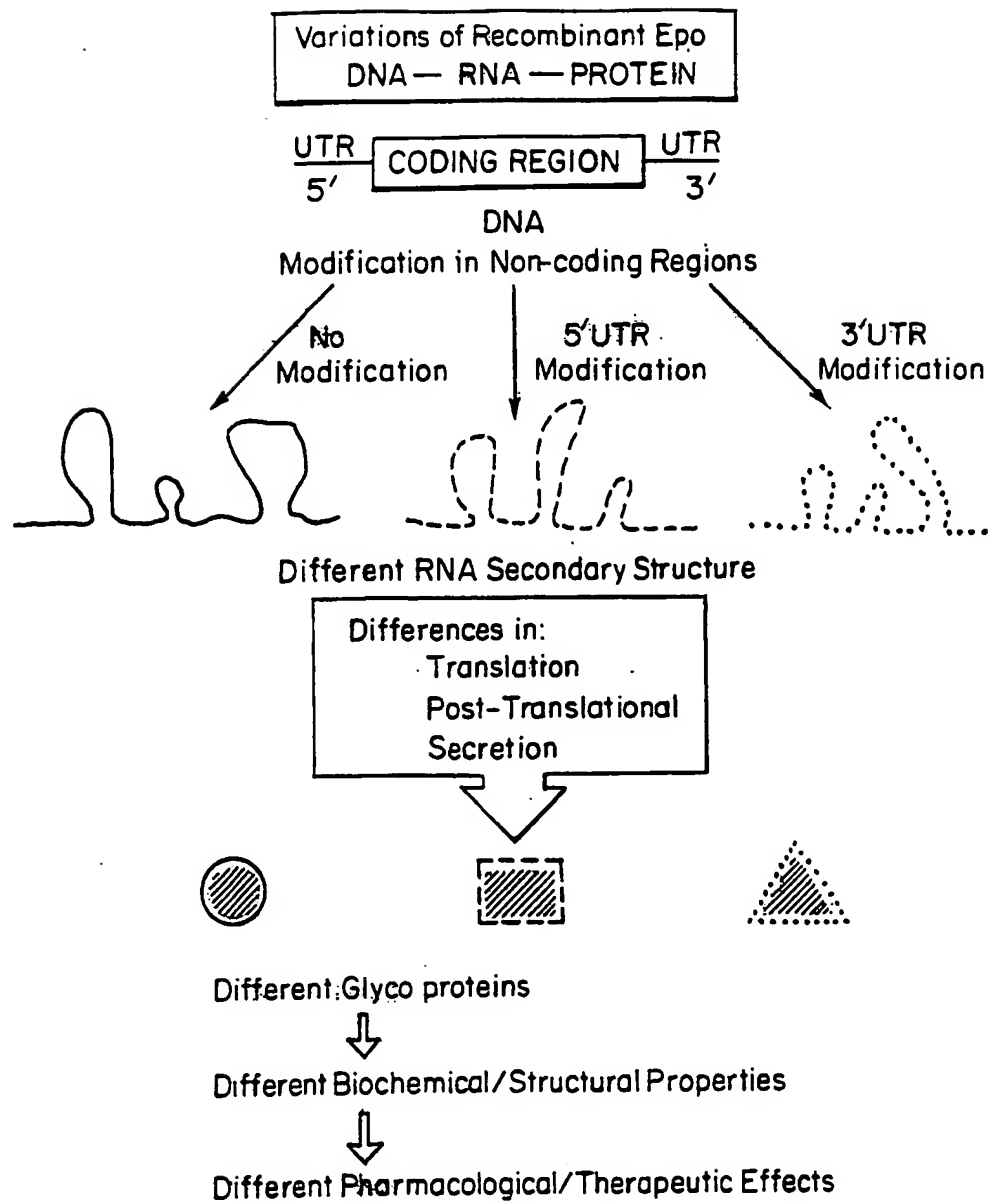 Variations of Recombinant Epo
DNA — RNA — PROTEIN
UTR CODING REGION UTR
5′ 3′
DNA
Modification in Non-coding Regions
No Modification
5′UTR Modification
3′UTR Modification
Different RNA Secondary Structure
Differences in:
Translation
Post-Translational
Secretion
Different Glyco proteins
Different Biochemical/Structural Properties
Different Pharmacological/Therapeutic Effects